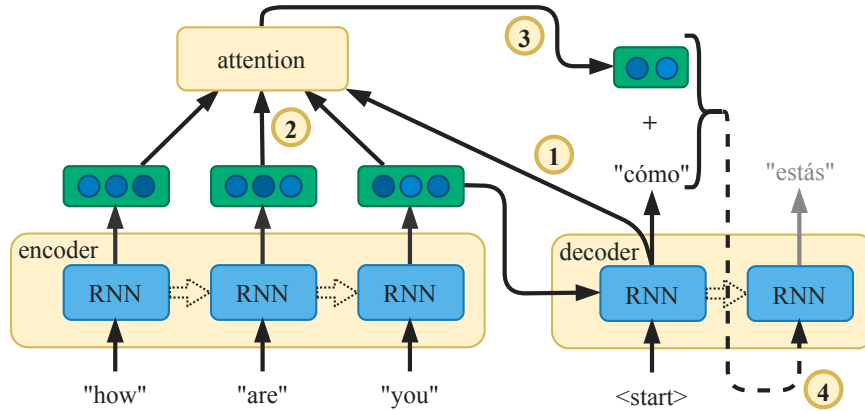 attention
3
2
1
+
"cómo"
"estás"
encoder
decoder
RNN
RNN
RNN
RNN
RNN
"how"
"are"
"you"
<start>
4